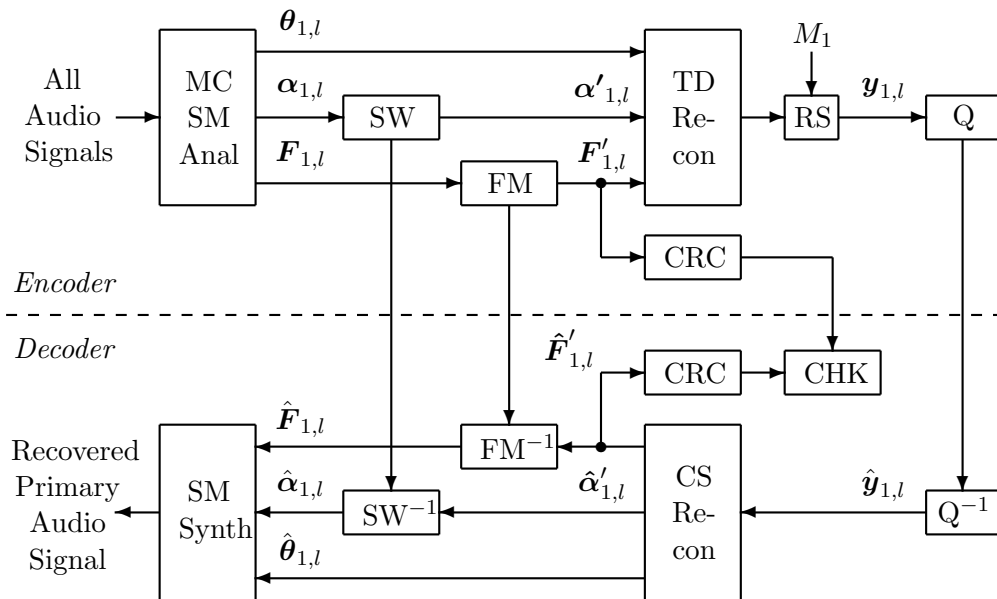 All
Audio
Signals
MC
SM
Anal
θ₁,ₗ
α₁,ₗ
F₁,ₗ
SW
FM
α′₁,ₗ
F′₁,ₗ
TD
Re-
con
M₁
RS
y₁,ₗ
Q
CRC
Encoder
Decoder
F̂′₁,ₗ
CRC
CHK
Recovered
Primary
Audio
Signal
SM
Synth
F̂₁,ₗ
α̂₁,ₗ
θ̂₁,ₗ
FM⁻¹
SW⁻¹
α̂′₁,ₗ
CS
Re-
con
ŷ₁,ₗ
Q⁻¹